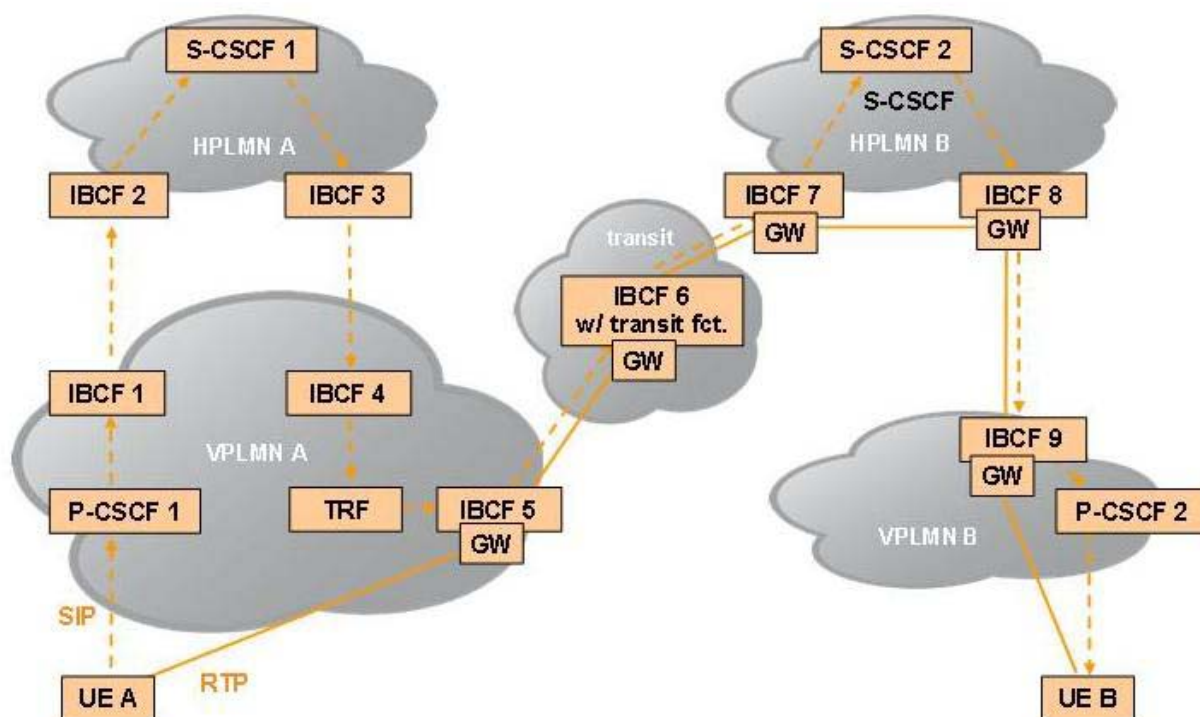 S-CSCF 1
HPLMN A
IBCF 2
IBCF 3
S-CSCF 2
S-CSCF
HPLMN B
IBCF 7
GW
IBCF 8
GW
transit
IBCF 6
w/ transit fct.
GW
IBCF 1
IBCF 4
VPLMN A
P-CSCF 1
TRF
IBCF 5
GW
IBCF 9
GW
P-CSCF 2
VPLMN B
SIP
RTP
UE A
UE B